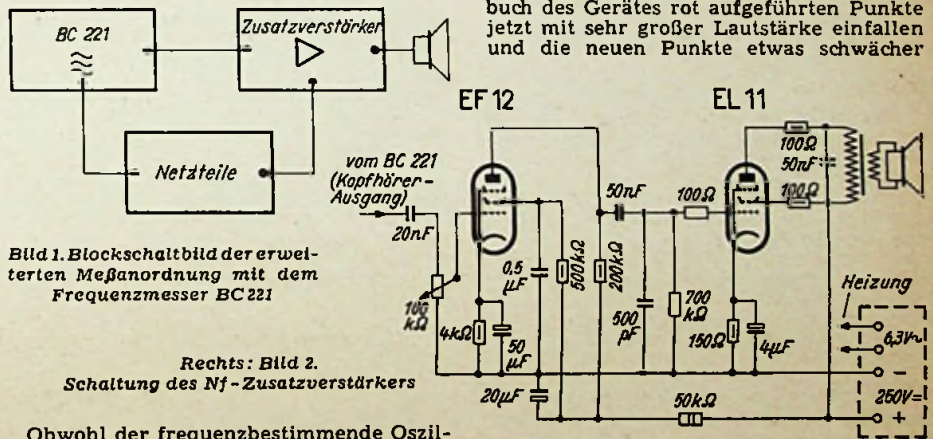 buch des Gerätes rot aufgeführten Punkte
jetzt mit sehr großer Lautstärke einfallen
und die neuen Punkte etwas schwächer
BC 221
Zusatzverstärker
Netzteile
Bild 1. Blockschaltbild der erwei-
terten Meßanordnung mit dem
Frequenzmesser BC 221
Rechts: Bild 2.
Schaltung des Nf-Zusatzverstärkers
EF 12
EL 11
vom BC 221
(Kopfhörer-
Ausgang)
20nF
100
kΩ
4kΩ
50
µF
0,5
µF
500kΩ
200kΩ
50nF
500
pF
100Ω
700
kΩ
150Ω
4µF
100Ω
50nF
100Ω
Heizung
6,3V~
–
250V=
+
20µF
50kΩ
Obwohl der frequenzbestimmende Oszil-